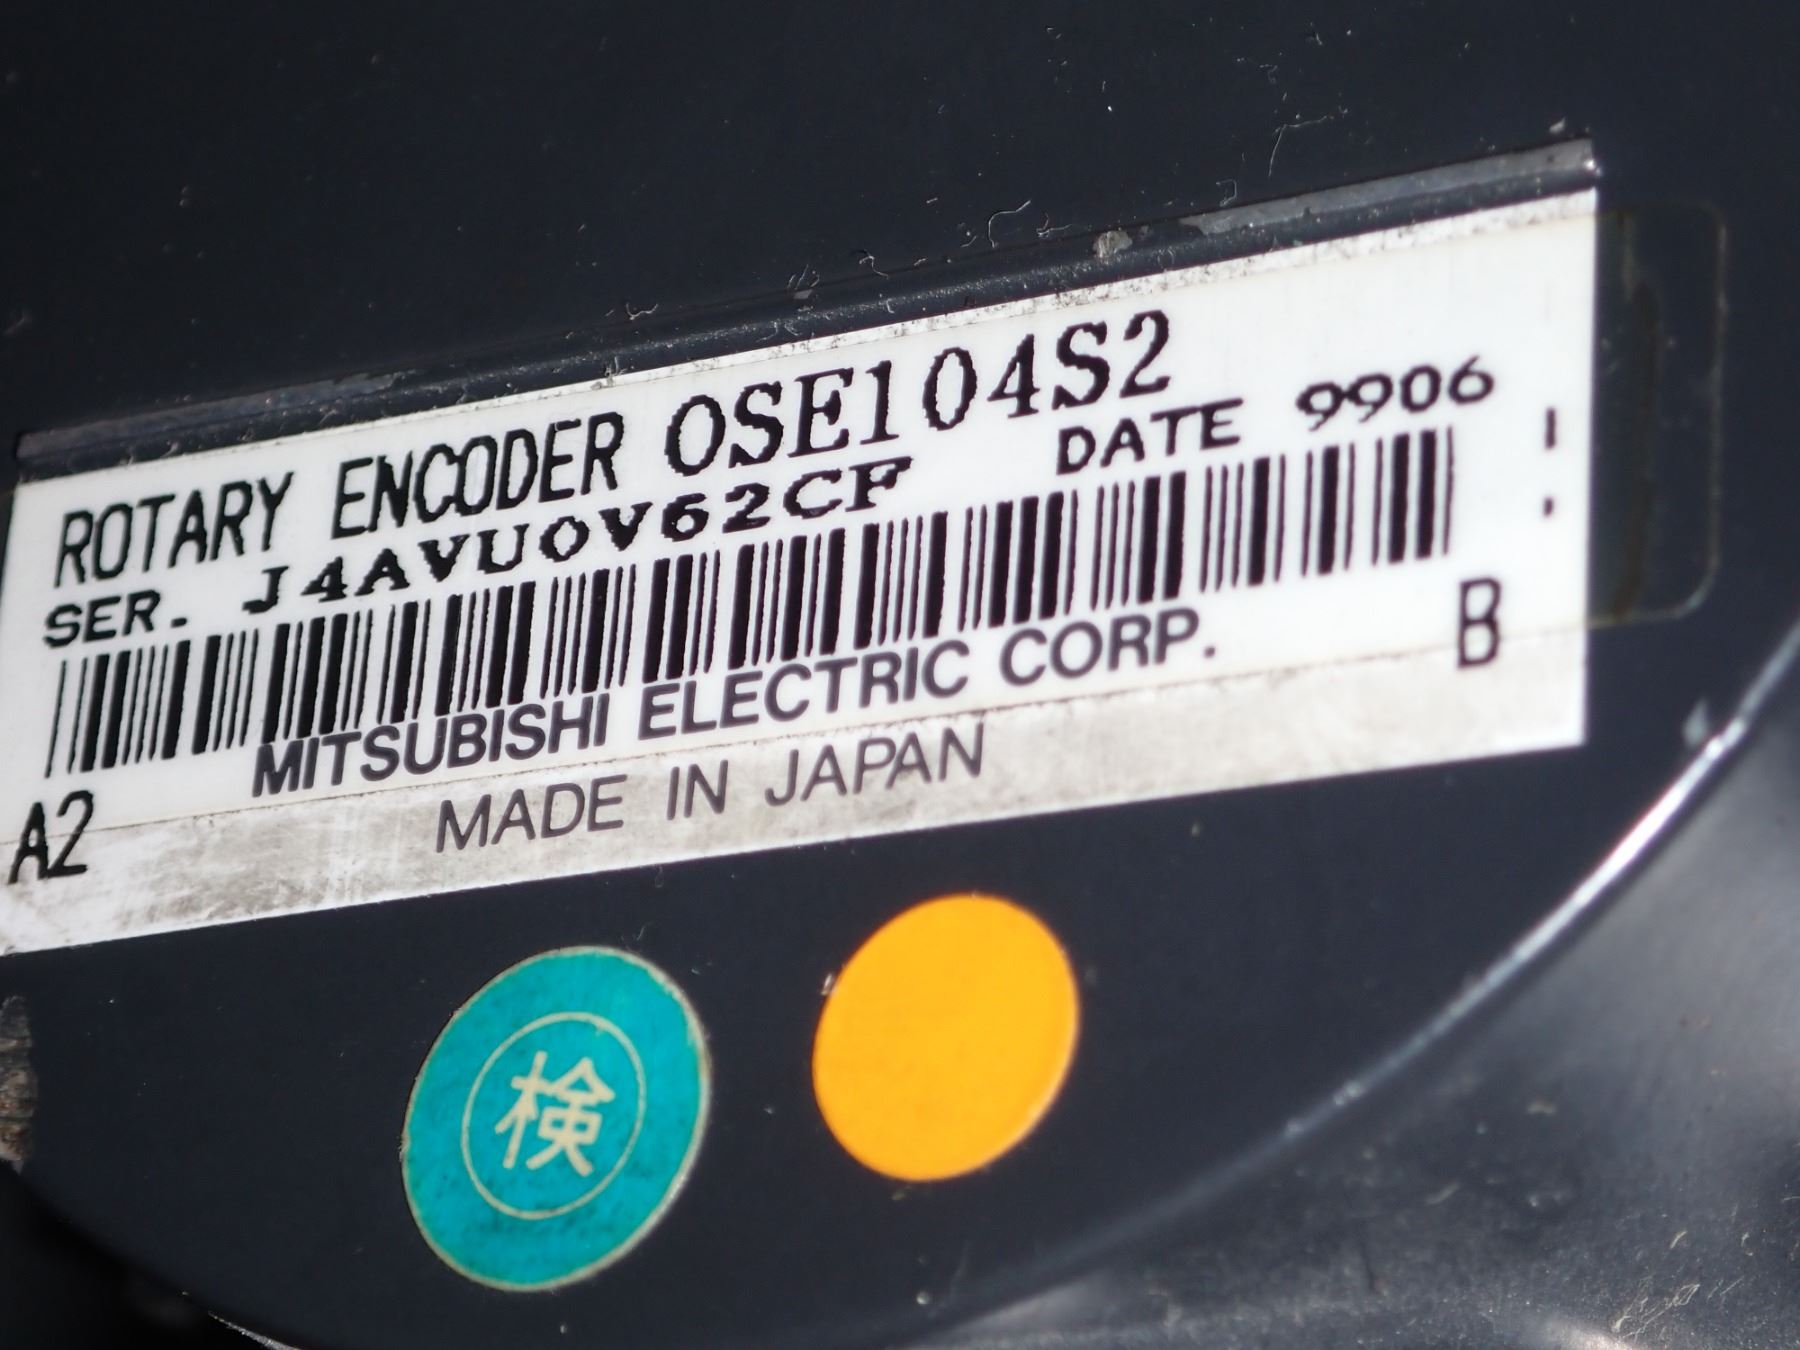 ROTARY ENCODER OSE104S2
SER. J4AVU0V62CF DATE 9906
MITSUBISHI ELECTRIC CORP.
A2 B
MADE IN JAPAN
検